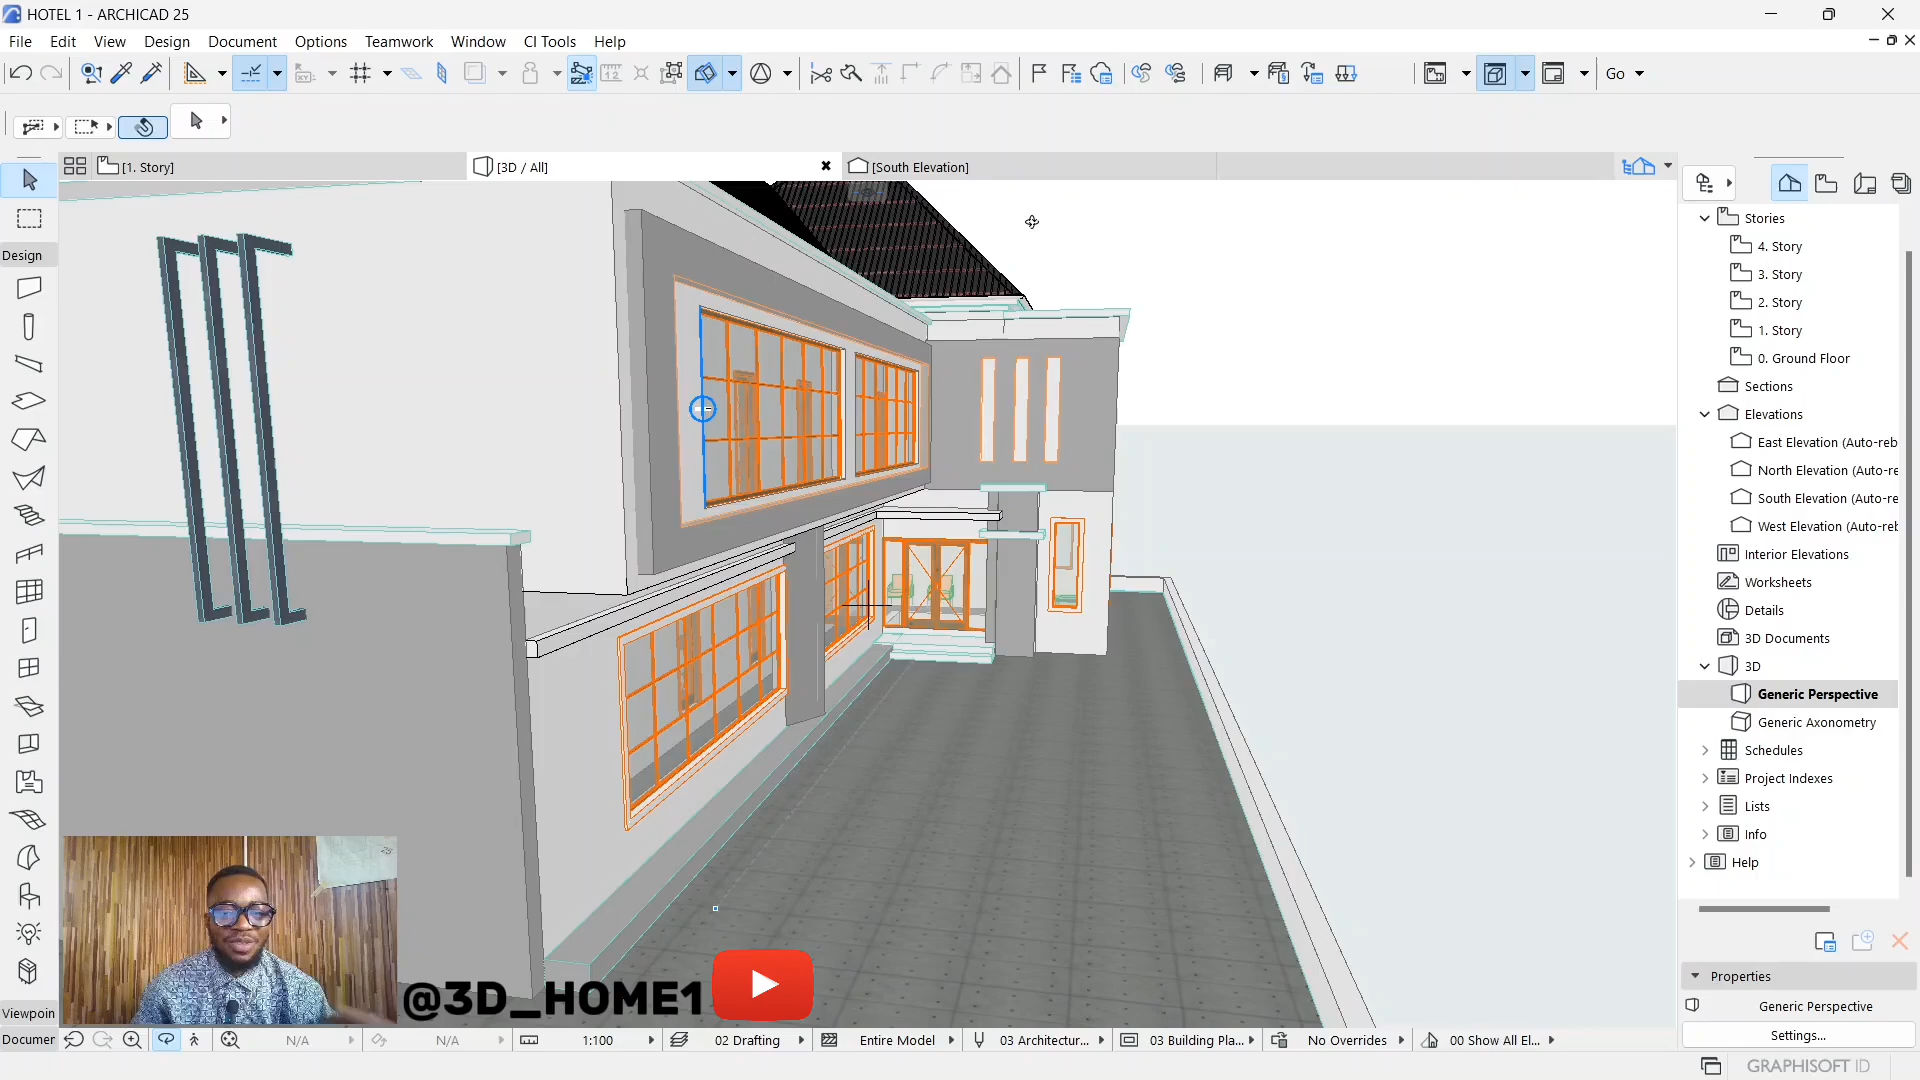 HOTEL 1 - ARCHICAD 25
File Edit View Design Document Options Teamwork Window CI Tools Help
Go
[1. Story] [3D / All] [South Elevation]
Design
Stories
4. Story
3. Story
2. Story
1. Story
0. Ground Floor
Sections
Elevations
East Elevation (Auto-reb
North Elevation (Auto-re
South Elevation (Auto-re
West Elevation (Auto-reb
Interior Elevations
Worksheets
Details
3D Documents
3D
Generic Perspective
Generic Axonometry
Schedules
Project Indexes
Lists
Info
Help
Properties
Generic Perspective
Settings...
@3D_HOME1
Viewpoin
Documer
N/A N/A 1:100 02 Drafting Entire Model 03 Architectur... 03 Building Pla... No Overrides 00 Show All El...
GRAPHISOFT ID